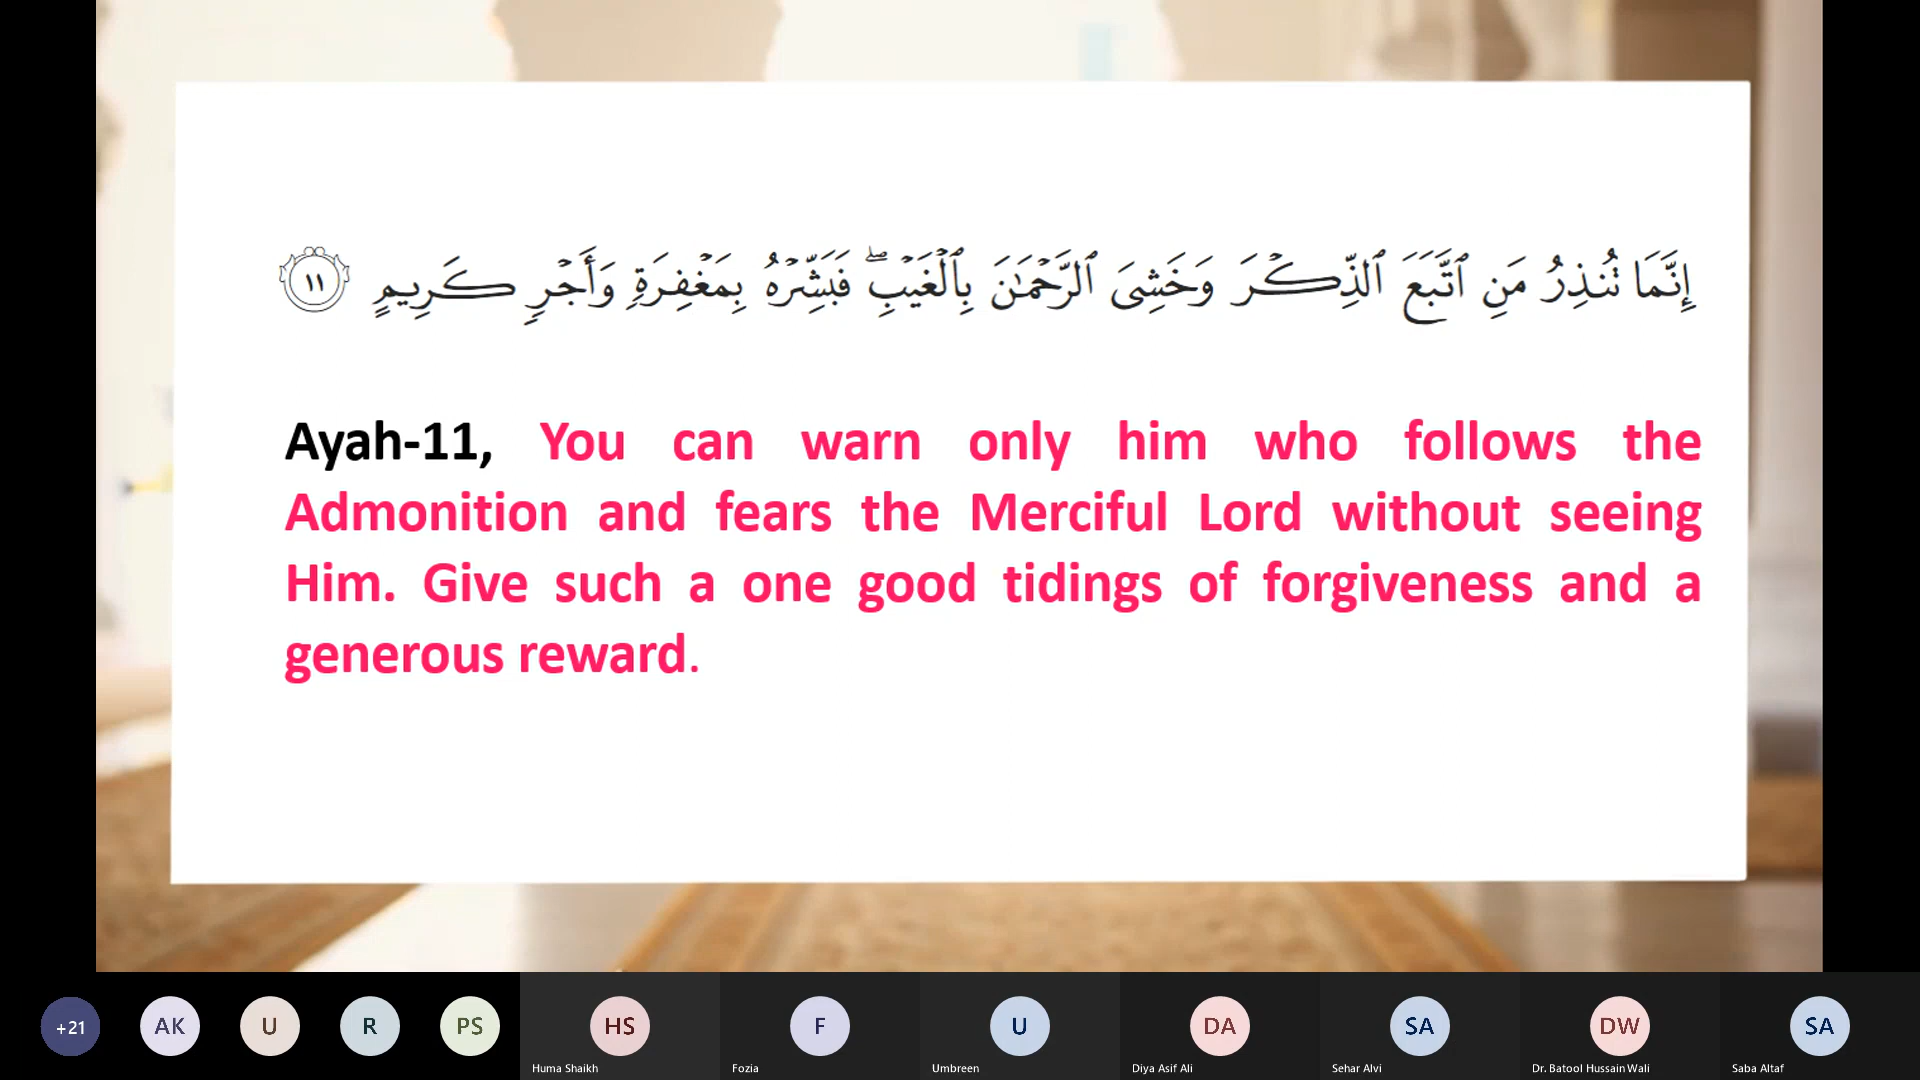 إِنَّمَا تُنذِرُ مَنِ ٱتَّبَعَ ٱلذِّكْرَ وَخَشِىَ ٱلرَّحْمَـٰنَ بِٱلْغَيْبِ ۖ فَبَشِّرْهُ بِمَغْفِرَةٍ وَأَجْرٍ كَرِيمٍ ١١
Ayah-11, You can warn only him who follows the
Admonition and fears the Merciful Lord without seeing
Him. Give such a one good tidings of forgiveness and a
generous reward.
+21 AK U R PS HS F U DA SA DW SA
Huma Shaikh Fozia Umbreen Diya Asif Ali Sehar Alvi Dr. Batool Hussain Wali Saba Altaf